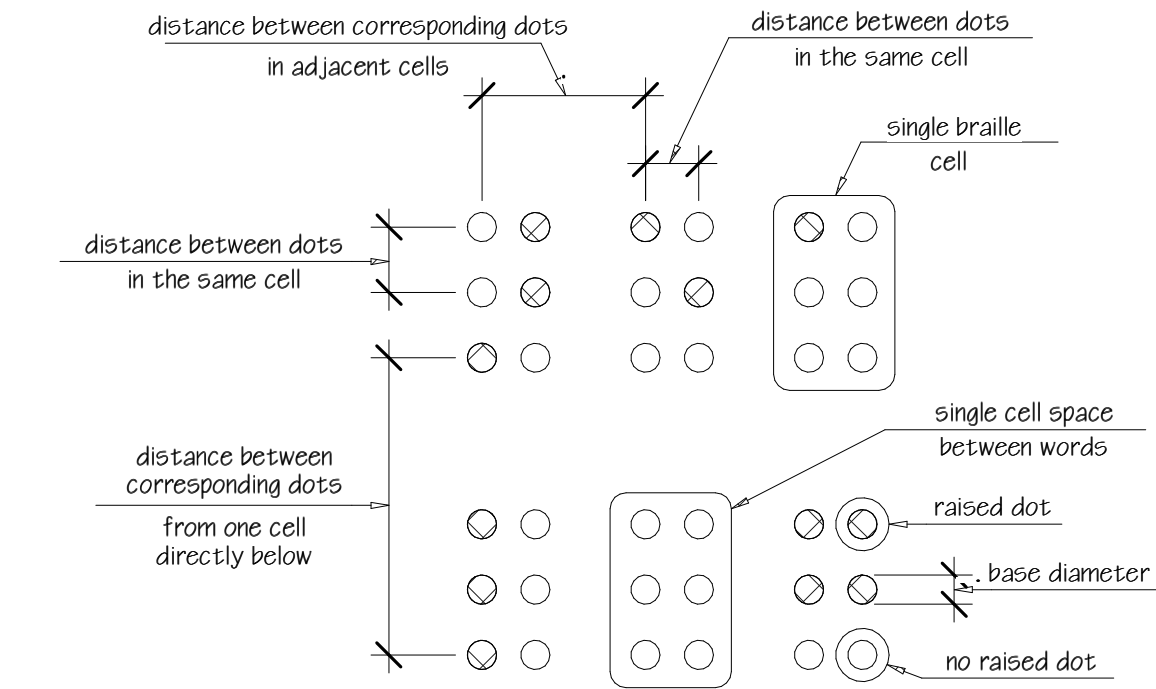 distance between corresponding dots
in adjacent cells
distance between dots
in the same cell
single braille
cell
distance between dots
in the same cell
single cell space
between words
distance between
corresponding dots
from one cell
directly below
raised dot
base diameter
no raised dot